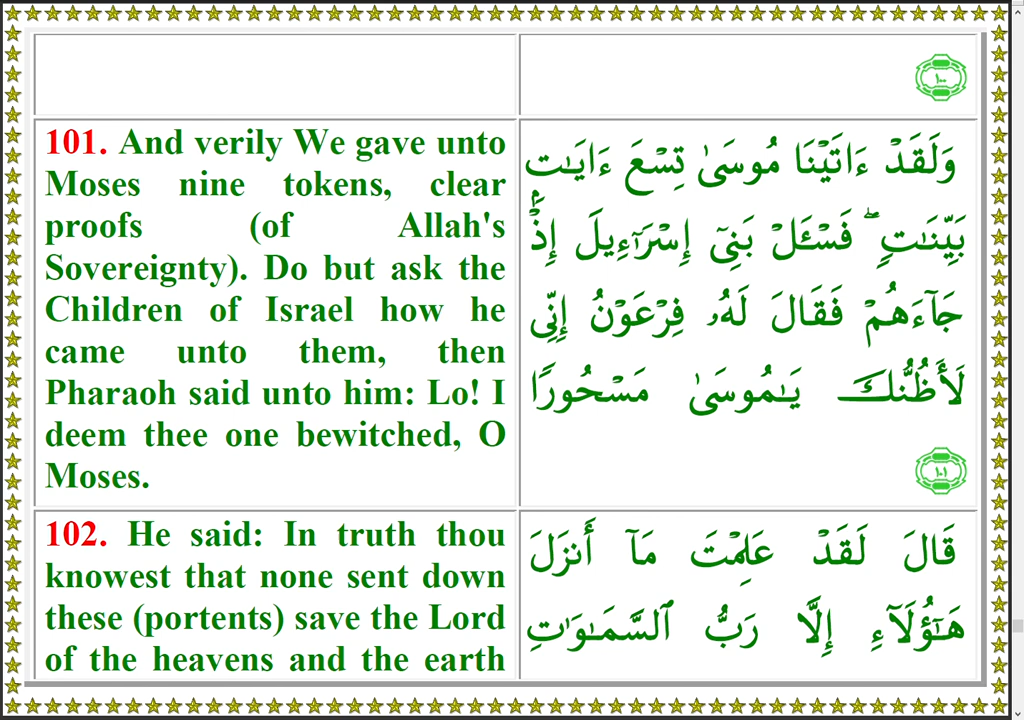 ١٠٠
101. And verily We gave unto
Moses nine tokens, clear
proofs (of Allah's
Sovereignty). Do but ask the
Children of Israel how he
came unto them, then
Pharaoh said unto him: Lo! I
deem thee one bewitched, O
Moses.
وَلَقَدْ ءَاتَيْنَا مُوسَىٰ تِسْعَ ءَايَـٰتٍۭ
بَيِّنَـٰتٍۢ ۖ فَسْـَٔلْ بَنِىٓ إِسْرَٰٓءِيلَ إِذْ
جَآءَهُمْ فَقَالَ لَهُۥ فِرْعَوْنُ إِنِّى
لَأَظُنُّكَ يَـٰمُوسَىٰ مَسْحُورًۭا
١٠١
102. He said: In truth thou
knowest that none sent down
these (portents) save the Lord
of the heavens and the earth
قَالَ لَقَدْ عَلِمْتَ مَآ أَنزَلَ
هَـٰٓؤُلَآءِ إِلَّا رَبُّ ٱلسَّمَـٰوَٰتِ